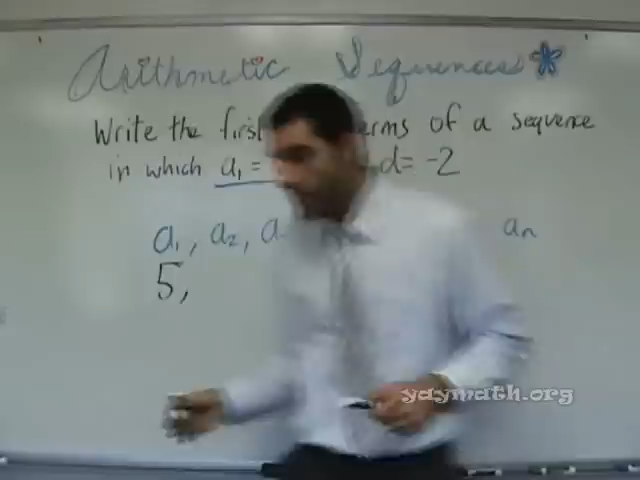 Arithmetic Sequences*
Write the first terms of a sequence
in which a₁ = d= -2
a₁, a₂, a aₙ
5,
yaymath.org